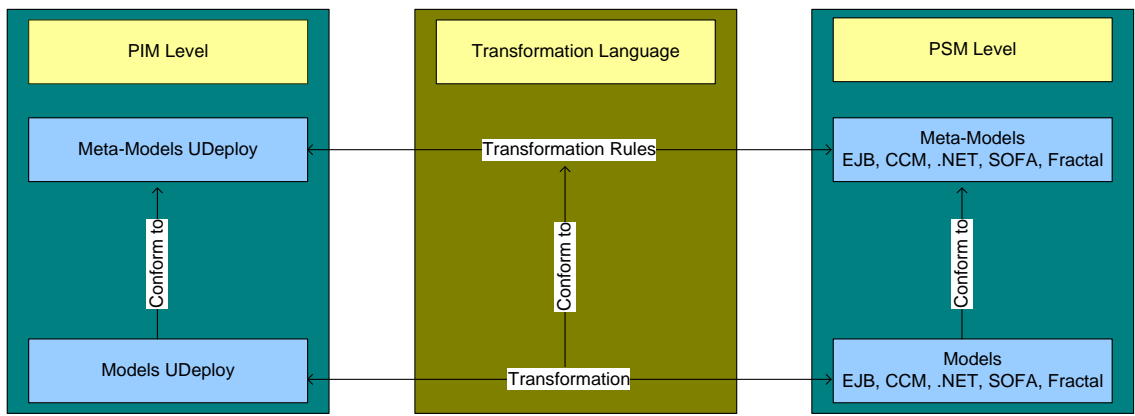 PIM Level
Transformation Language
PSM Level
Meta-Models UDeploy
Transformation Rules
Meta-Models
EJB, CCM, .NET, SOFA, Fractal
Conform to
Conform to
Conform to
Models UDeploy
Transformation
Models
EJB, CCM, .NET, SOFA, Fractal